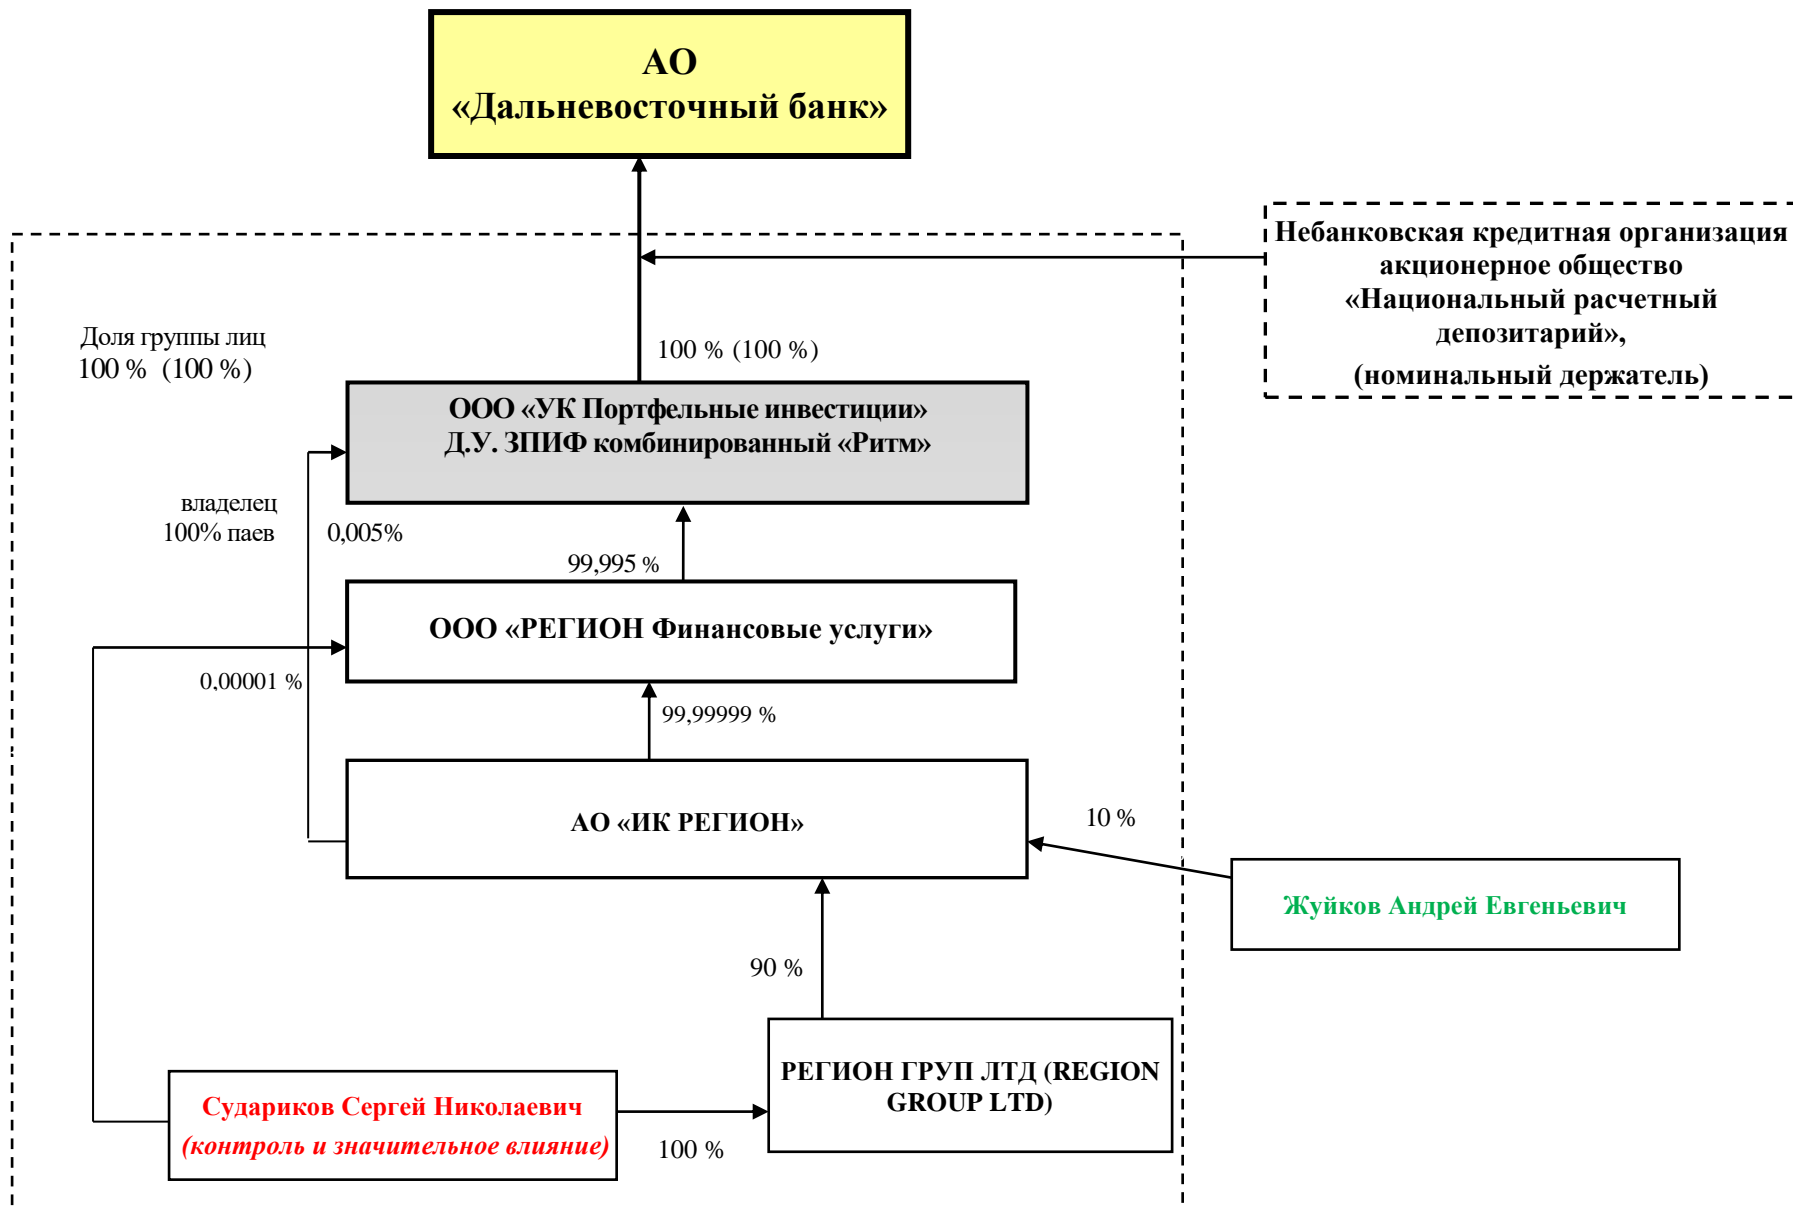 АО
«Дальневосточный банк»
Небанковская кредитная организация
акционерное общество
«Национальный расчетный
депозитарий»,
(номинальный держатель)
Доля группы лиц
100 %  (100 %)
100 % (100 %)
ООО «УК Портфельные инвестиции»
Д.У. ЗПИФ комбинированный «Ритм»
владелец
100% паев
0,005%
99,995 %
ООО «РЕГИОН Финансовые услуги»
0,00001 %
99,99999 %
АО «ИК РЕГИОН»
10 %
Жуйков Андрей Евгеньевич
90 %
РЕГИОН ГРУП ЛТД (REGION
GROUP LTD)
Судариков Сергей Николаевич
(контроль и значительное влияние)
100 %